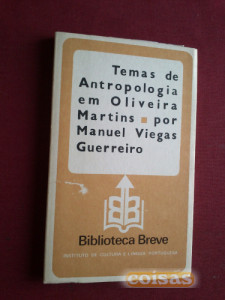 Temas de
Antropologia
em Oliveira
Martins ■ por
Manuel Viegas
Guerreiro
Biblioteca Breve
INSTITUTO DE CULTURA E LÍNGUA PORTUGUESA
coisas